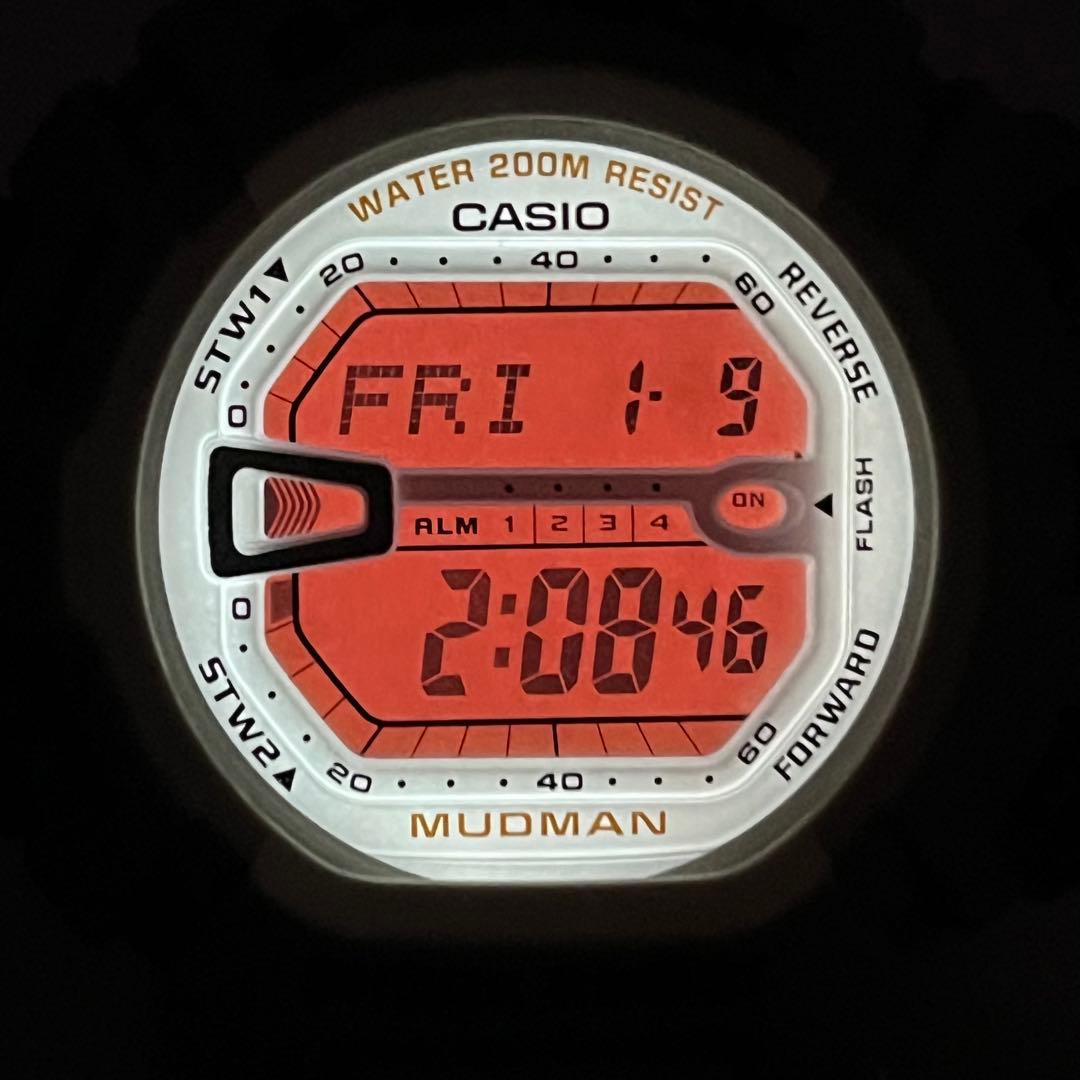 WATER 200M RESIST
CASIO
STW1
20
40
60
REVERSE
0
FRI 1-9
ON
FLASH
ALM 1 2 3 4
2:08 46
0
STW2
20
40
60
FORWARD
MUDMAN